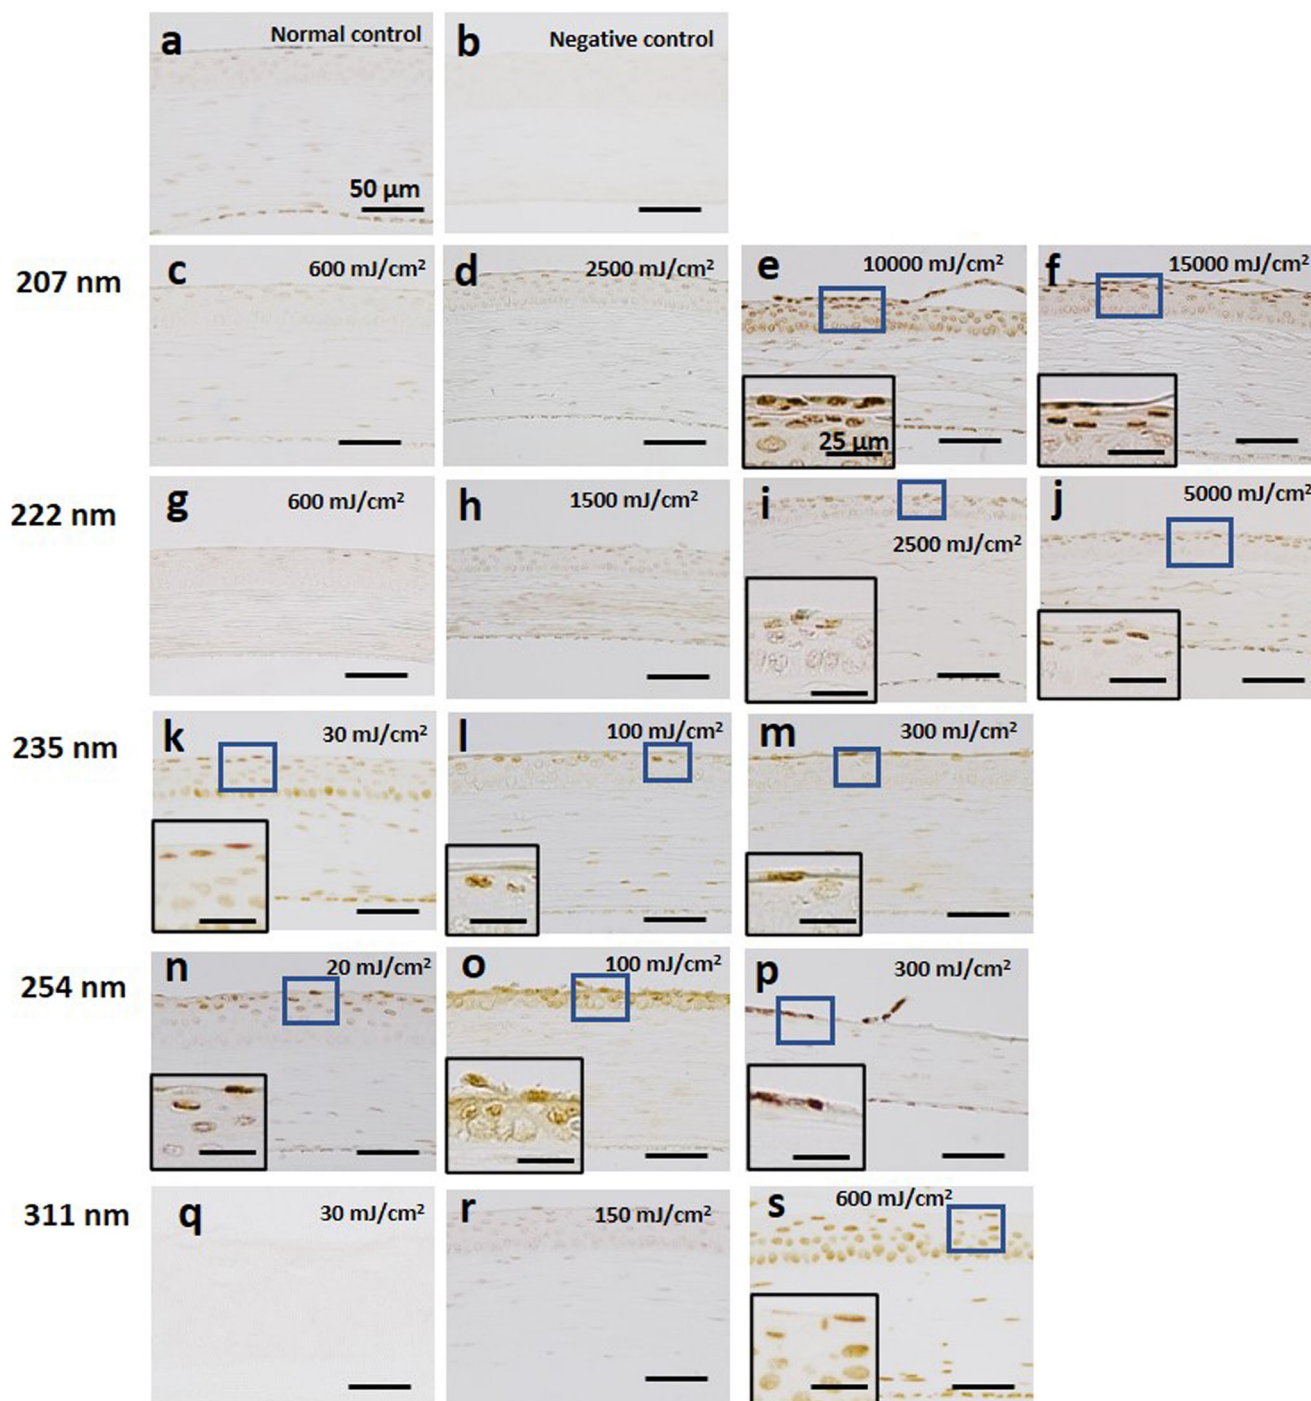 a Normal control
b Negative control
50 µm
207 nm
c 600 mJ/cm²
d 2500 mJ/cm²
e 10000 mJ/cm²
f 15000 mJ/cm²
25 µm
222 nm
g 600 mJ/cm²
h 1500 mJ/cm²
i 2500 mJ/cm²
j 5000 mJ/cm²
235 nm
k 30 mJ/cm²
l 100 mJ/cm²
m 300 mJ/cm²
254 nm
n 20 mJ/cm²
o 100 mJ/cm²
p 300 mJ/cm²
311 nm
q 30 mJ/cm²
r 150 mJ/cm²
s 600 mJ/cm²